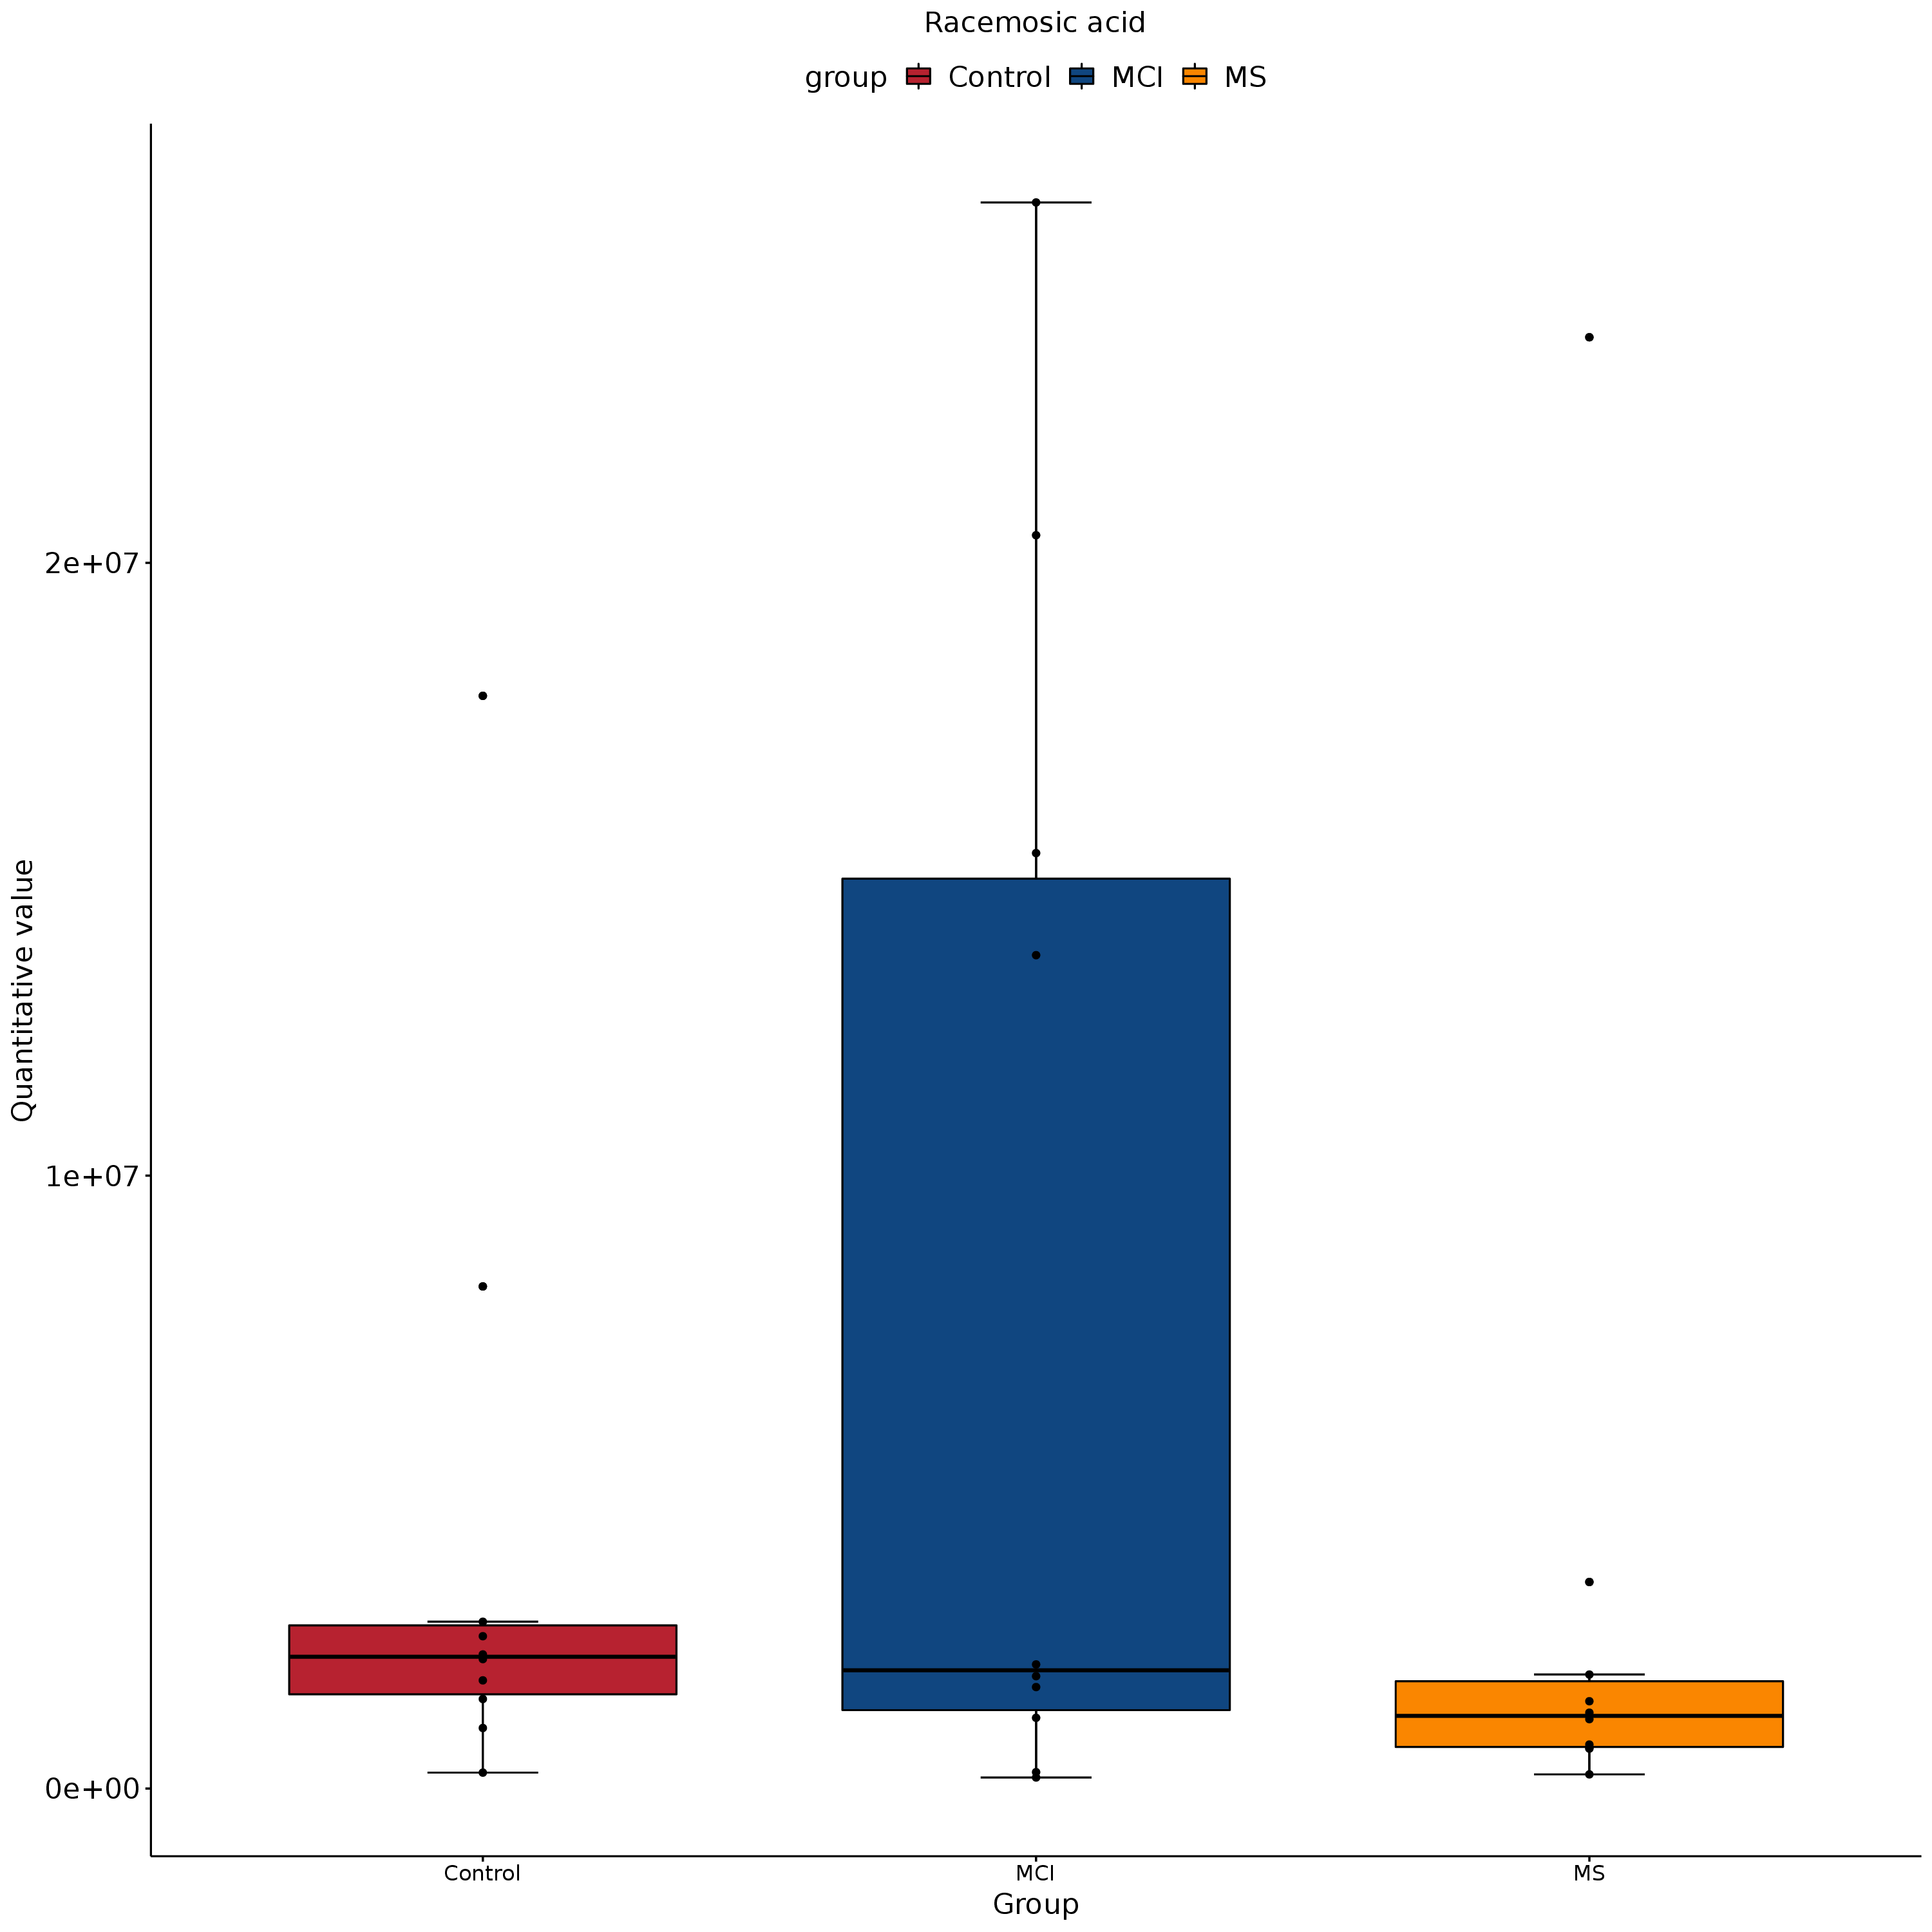 Racemosic acid
group Control MCI MS
Quantitative value
2e+07
1e+07
0e+00
Control MCI MS
Group